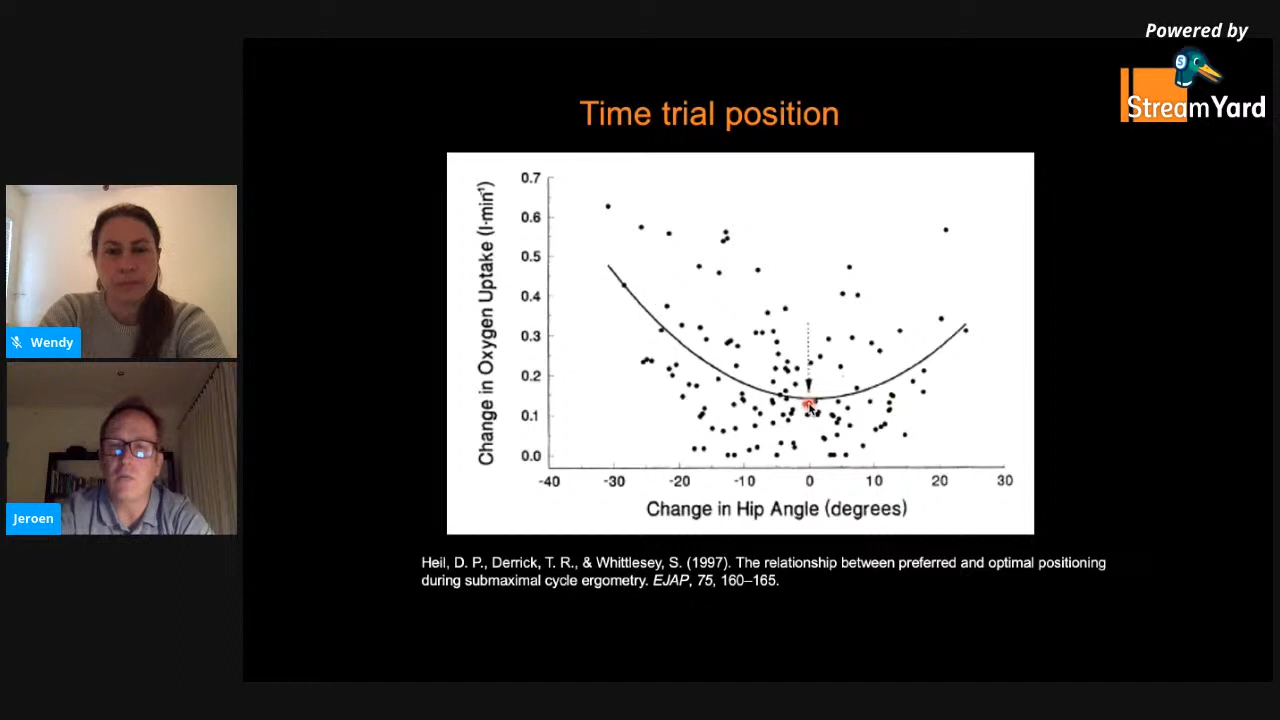 Powered by
StreamYard
Time trial position
Change in Oxygen Uptake (l·min⁻¹)
0.7
0.6
0.5
0.4
0.3
0.2
0.1
0.0
-40 -30 -20 -10 0 10 20 30
Change in Hip Angle (degrees)
Wendy
Jeroen
Heil, D. P., Derrick, T. R., & Whittlesey, S. (1997). The relationship between preferred and optimal positioning
during submaximal cycle ergometry. EJAP, 75, 160–165.